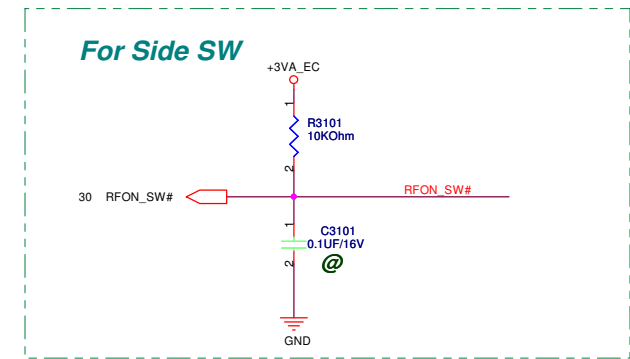 For Side SW
+3VA_EC
1
R3101
10KOhm
2
30 RFON_SW#
RFON_SW#
1
C3101
0.1UF/16V
2
@
GND